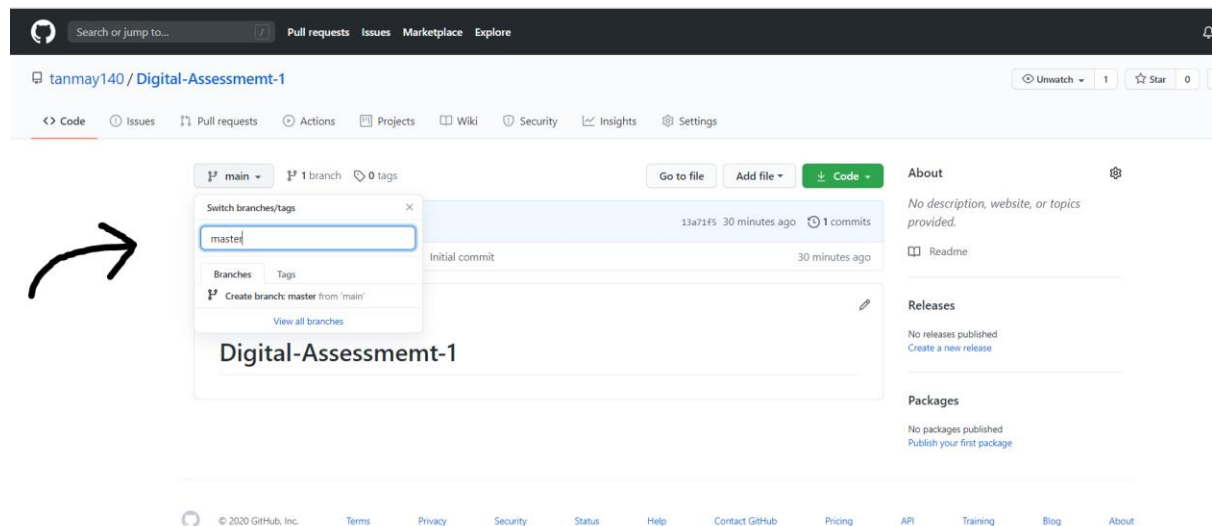 Search or jump to... / Pull requests Issues Marketplace Explore
tanmay140 / Digital-Assessmemt-1
Unwatch 1 Star 0
Code Issues Pull requests Actions Projects Wiki Security Insights Settings
main 1 branch 0 tags Go to file Add file Code
Switch branches/tags
master
Branches Tags
Create branch: master from 'main'
View all branches
13a71f5 30 minutes ago 1 commits
Initial commit 30 minutes ago
Digital-Assessmemt-1
About
No description, website, or topics
provided.
Readme
Releases
No releases published
Create a new release
Packages
No packages published
Publish your first package
© 2020 GitHub, Inc. Terms Privacy Security Status Help Contact GitHub Pricing API Training Blog About